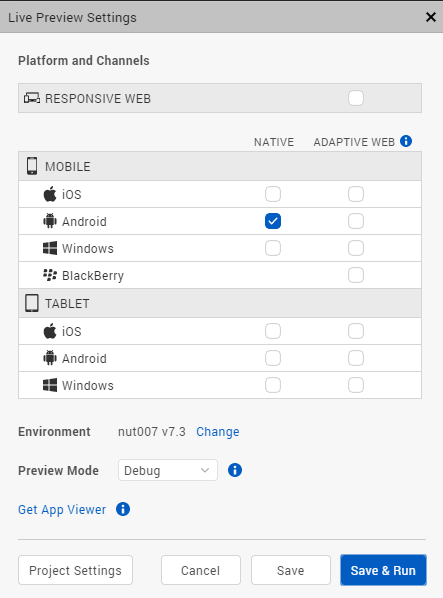 Live Preview Settings
Platform and Channels
RESPONSIVE WEB
NATIVE ADAPTIVE WEB
MOBILE
iOS
Android
Windows
BlackBerry
TABLET
iOS
Android
Windows
Environment nut007 v7.3 Change
Preview Mode Debug
Get App Viewer
Project Settings Cancel Save Save & Run